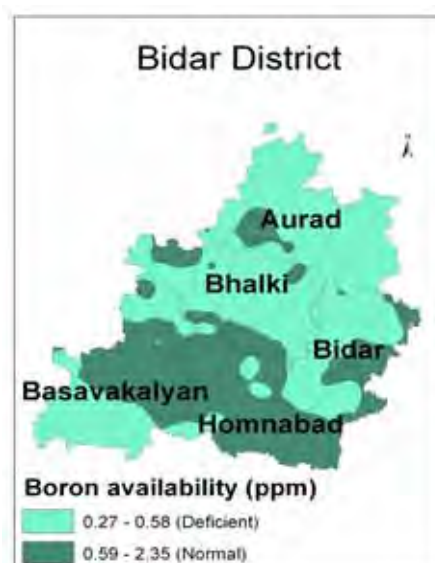 Bidar District
Aurad
Bhalki
Bidar
Basavakalyan
Homnabad
Boron availability (ppm)
0.27 - 0.58 (Deficient)
0.59 - 2.35 (Normal)